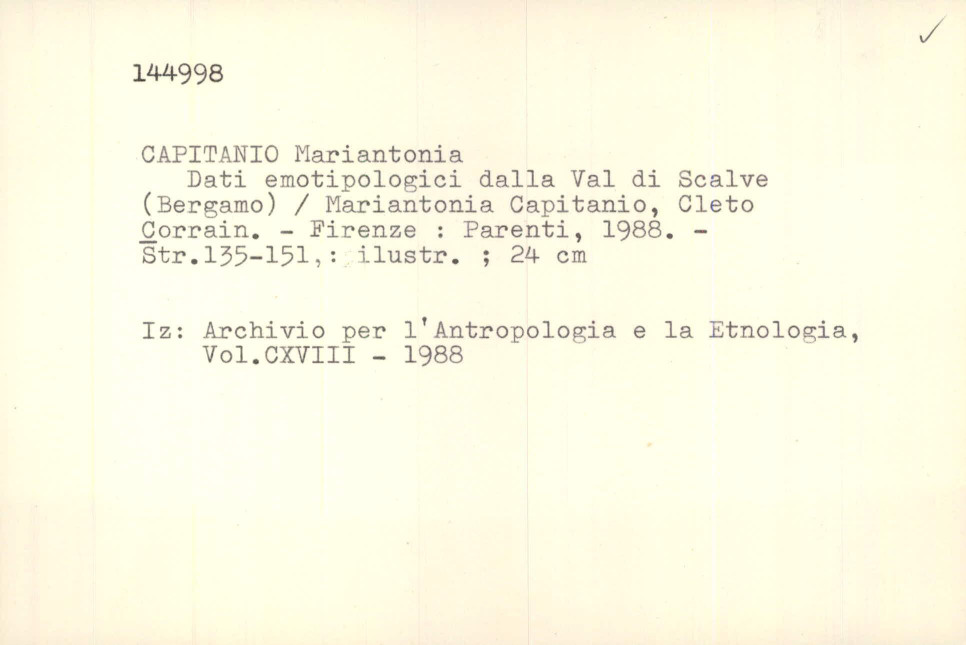 144998
CAPITANIO Mariantonia
Dati emotipologici dalla Val di Scalve
(Bergamo) / Mariantonia Capitanio, Cleto
Corrain. - Firenze : Parenti, 1988. -
Str.135-151,: ilustr. ; 24 cm
Iz: Archivio per l'Antropologia e la Etnologia,
Vol.CXVIII - 1988